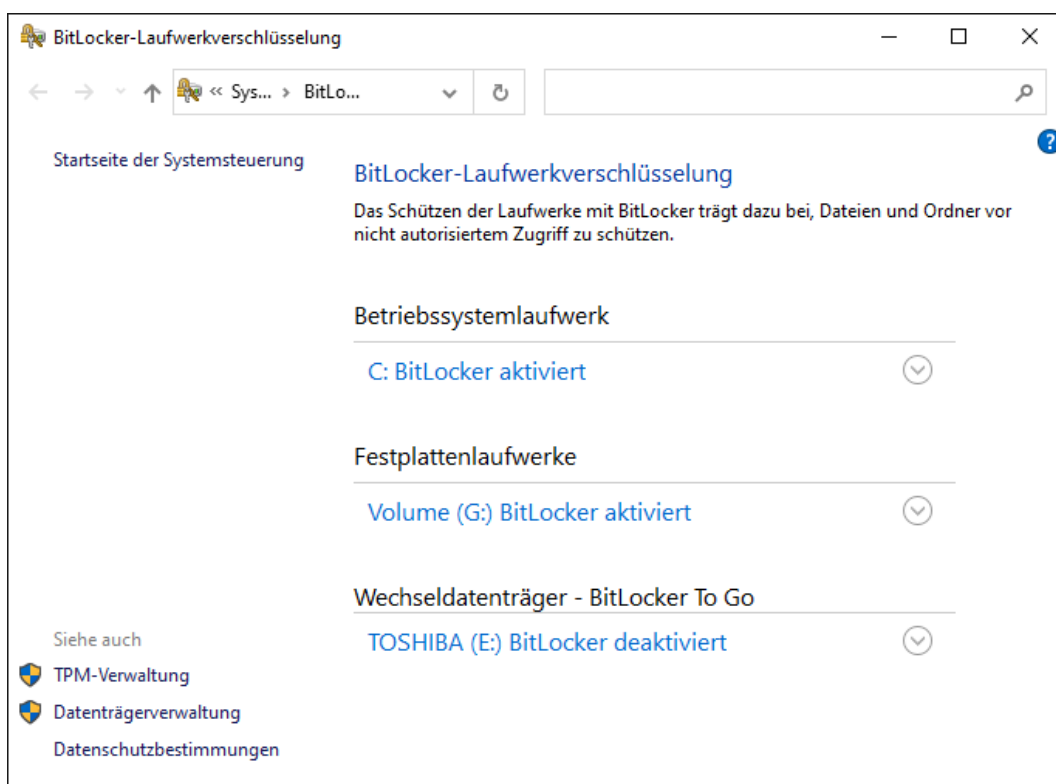 BitLocker-Laufwerkverschlüsselung
« Sys... › BitLo...
?
Startseite der Systemsteuerung
BitLocker-Laufwerkverschlüsselung
Das Schützen der Laufwerke mit BitLocker trägt dazu bei, Dateien und Ordner vor
nicht autorisiertem Zugriff zu schützen.
Betriebssystemlaufwerk
C: BitLocker aktiviert
Festplattenlaufwerke
Volume (G:) BitLocker aktiviert
Wechseldatenträger - BitLocker To Go
TOSHIBA (E:) BitLocker deaktiviert
Siehe auch
TPM-Verwaltung
Datenträgerverwaltung
Datenschutzbestimmungen